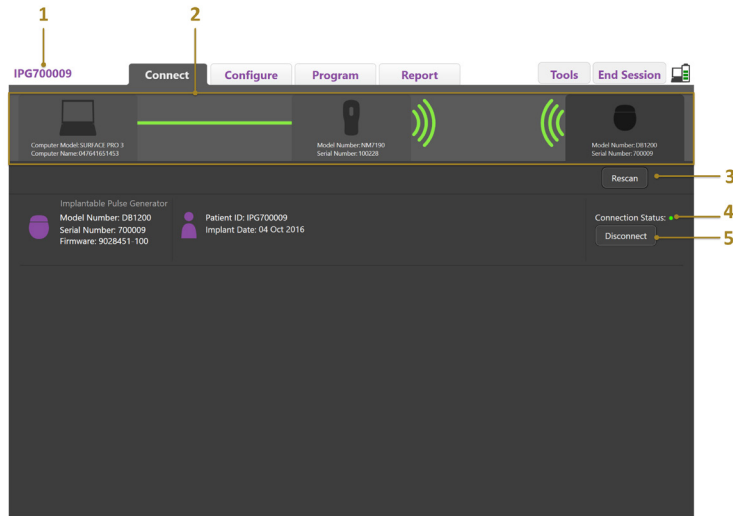 1
2
IPG700009
Connect
Configure
Program
Report
Tools
End Session
Computer Model:SURFACE PRO 3
Computer Name:047641651453
Model Number:NM7190
Serial Number:100228
Model Number:DB1200
Serial Number:700009
Rescan
3
Implantable Pulse Generator
Model Number: DB1200
Serial Number: 700009
Firmware: 9028451-100
Patient ID: IPG700009
Implant Date: 04 Oct 2016
Connection Status:
4
Disconnect
5